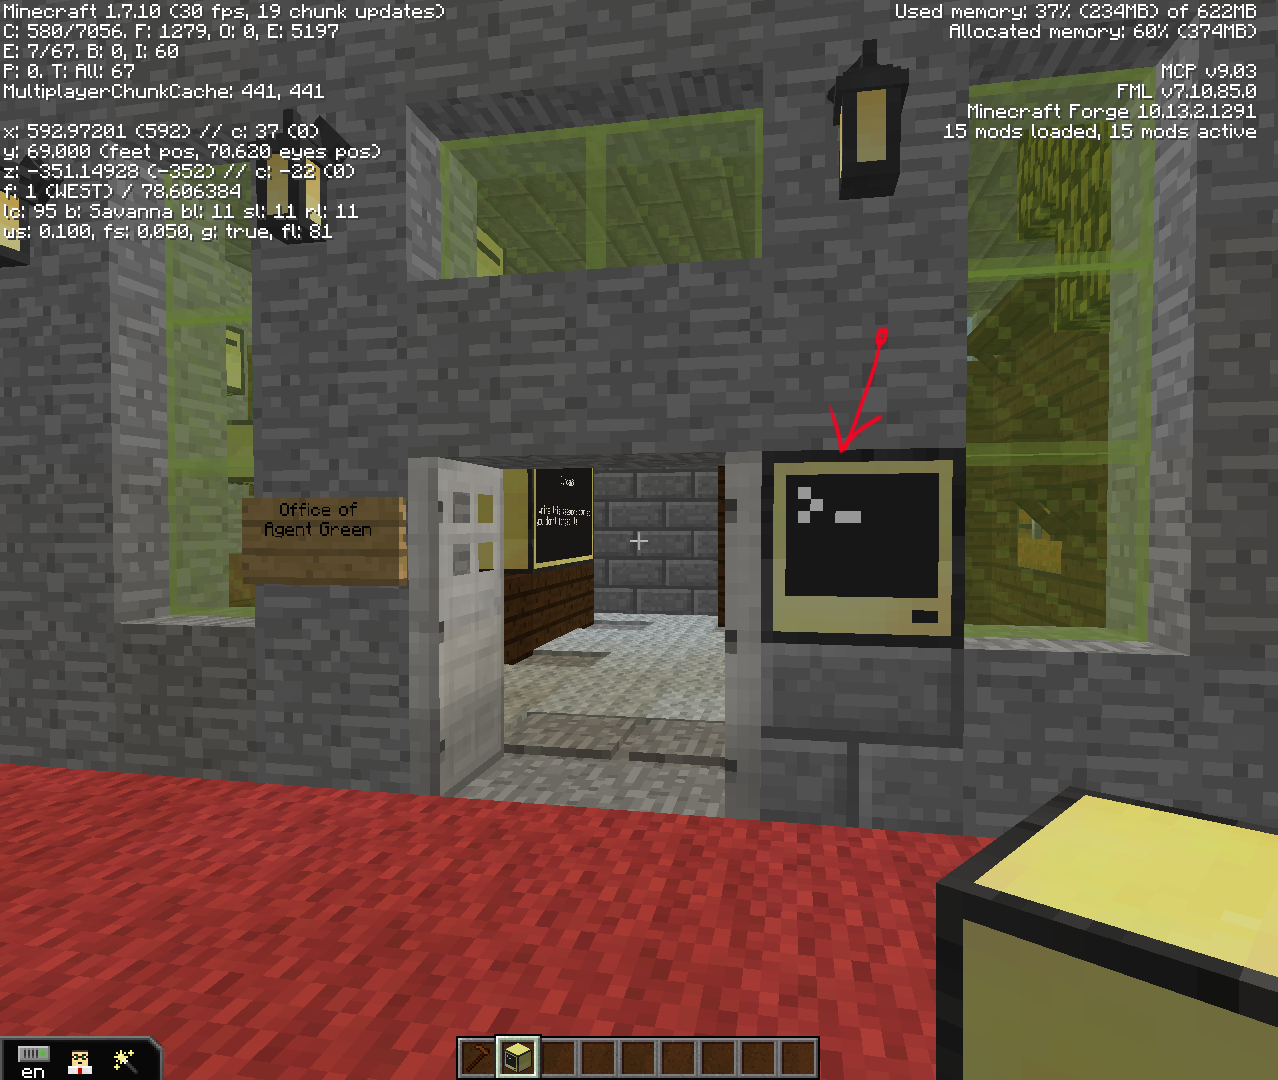 Minecraft 1.7.10 (30 fps, 19 chunk updates)
C: 580/7056. F: 1279, O: 0, E: 5197
E: 7/67. B: 0, I: 60
P: 0. T: All: 67
MultiplayerChunkCache: 441, 441
x: 592.97201 (592) // c: 37 (0)
y: 69.000 (feet pos, 70.620 eyes pos)
z: -351.14928 (-352) // c: -22 (0)
f: 1 (WEST) / 78.606384
lc: 95 b: Savanna bl: 11 sl: 11 rl: 11
ws: 0.100, fs: 0.050, g: true, fl: 81
Used memory: 37% (234MB) of 622MB
Allocated memory: 60% (374MB)
MCP v9.03
FML v7.10.85.0
Minecraft Forge 10.13.2.1291
15 mods loaded, 15 mods active
Office of
Agent Green
>_
en